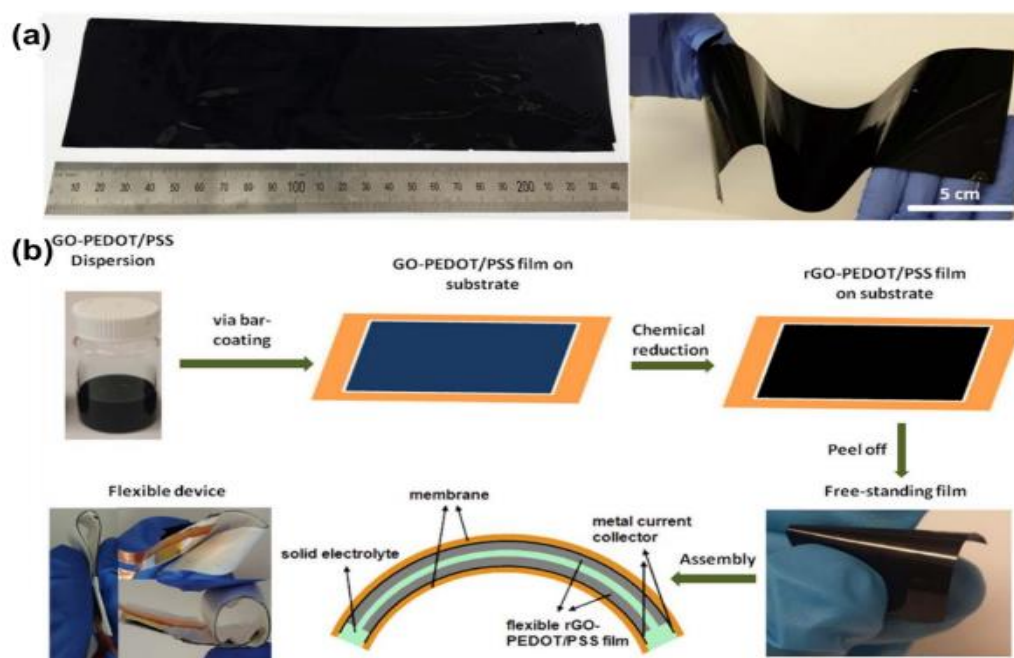 (a)
10 20 30 40 50 60 70 80 90 100 10 20 30 40 50 60 70 80 90 200 10 20 30 40
5 cm
(b)
GO-PEDOT/PSS
Dispersion
via bar-
coating
GO-PEDOT/PSS film on
substrate
Chemical
reduction
rGO-PEDOT/PSS film
on substrate
Peel off
Free-standing film
Assembly
metal current
collector
membrane
solid electrolyte
flexible rGO-
PEDOT/PSS film
Flexible device